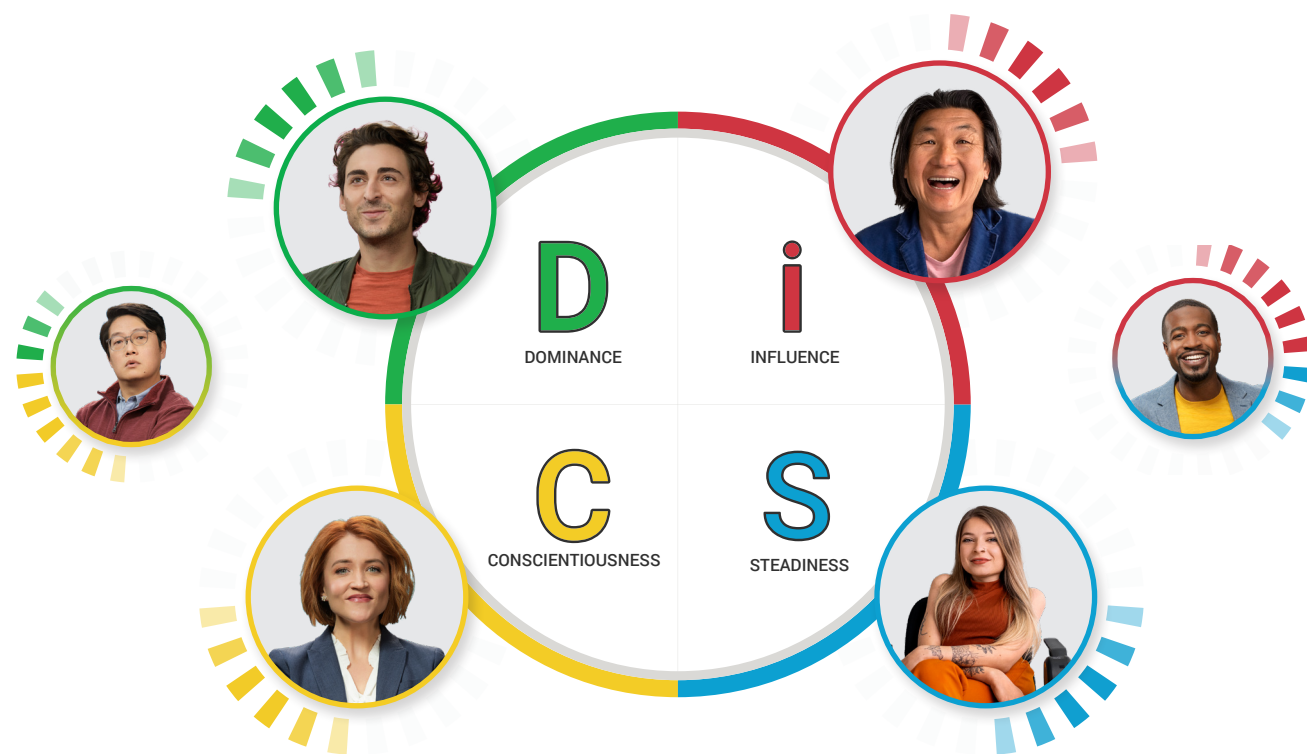 D
DOMINANCE
i
INFLUENCE
C
CONSCIENTIOUSNESS
S
STEADINESS